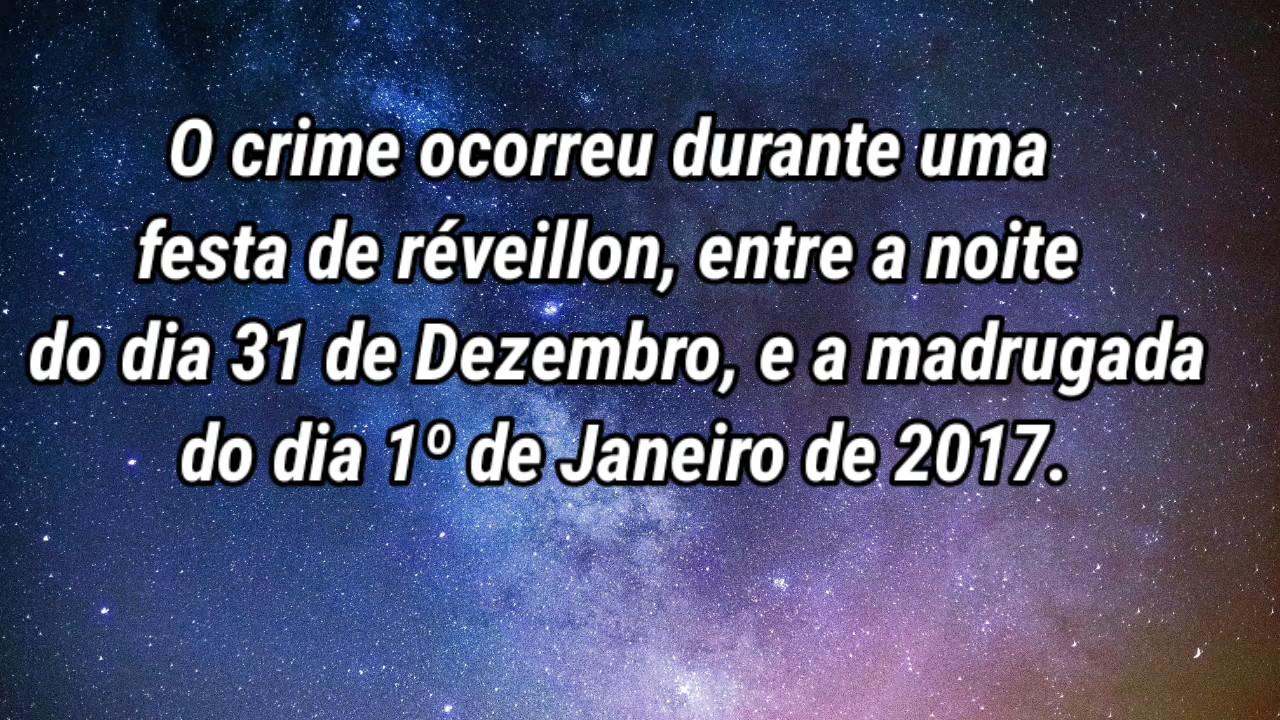 O crime ocorreu durante uma
festa de réveillon, entre a noite
do dia 31 de Dezembro, e a madrugada
do dia 1º de Janeiro de 2017.